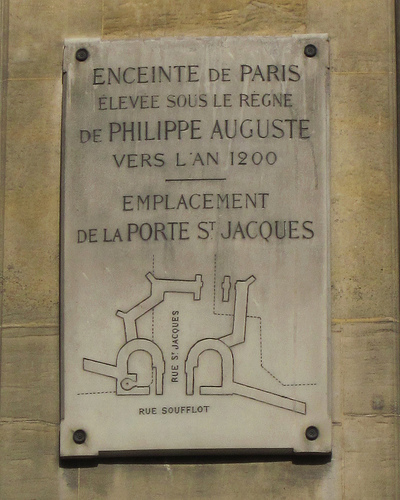 ENCEINTE DE PARIS
ÉLEVÉE SOUS LE RÈGNE
DE PHILIPPE AUGUSTE
VERS L'AN 1200
EMPLACEMENT
DE LA PORTE ST JACQUES
RUE ST JACQUES
RUE SOUFFLOT